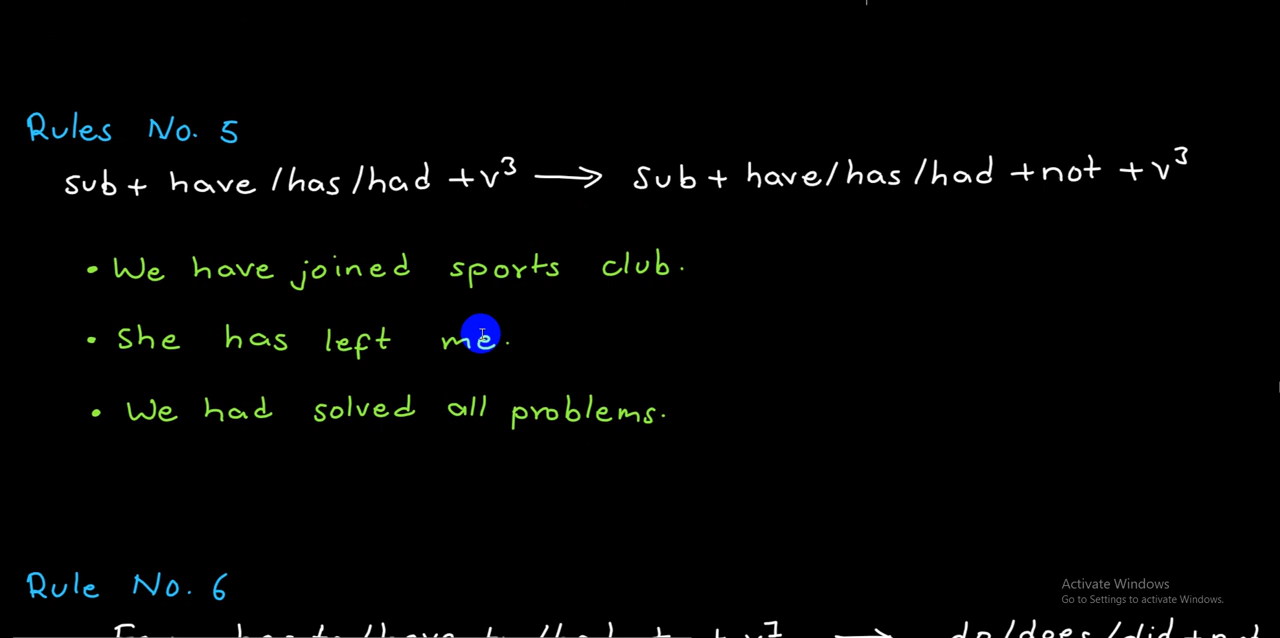 Rules No. 5
sub + have /has /had + v³ → Sub + have/has /had +not + v³
• We have joined sports club.
• She has left me.
• We had solved all problems.
Rule No. 6
Activate Windows
Go to Settings to activate Windows.